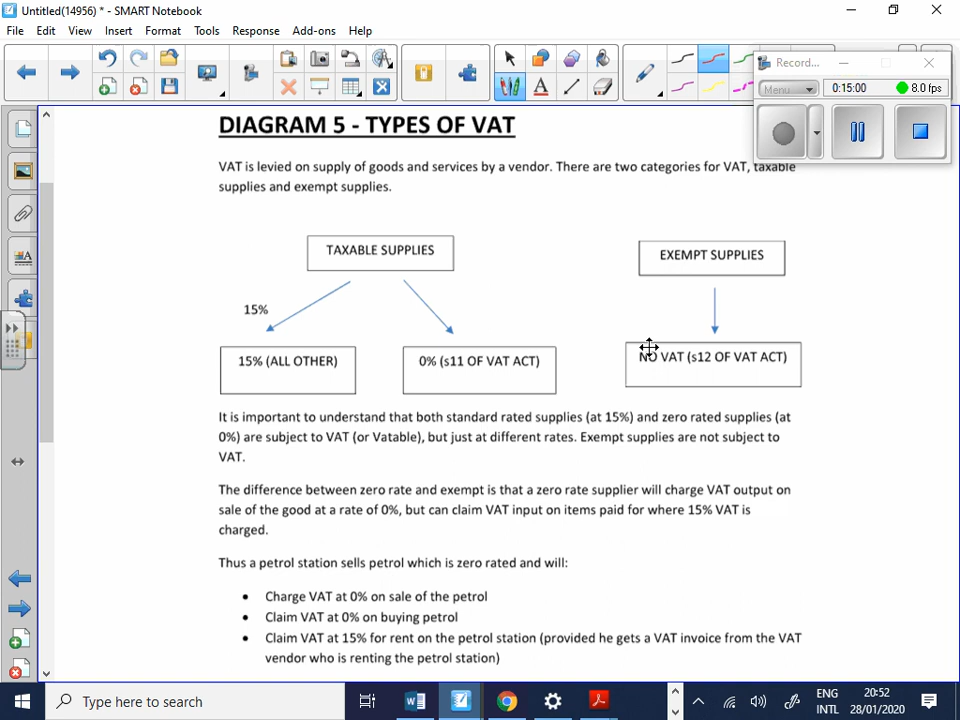 Untitled(14956) * - SMART Notebook
File Edit View Insert Format Tools Response Add-ons Help
Record...
Menu 0:15:00 8.0 fps
DIAGRAM 5 - TYPES OF VAT
VAT is levied on supply of goods and services by a vendor. There are two categories for VAT, taxable
supplies and exempt supplies.
TAXABLE SUPPLIES
EXEMPT SUPPLIES
15%
15% (ALL OTHER)
0% (s11 OF VAT ACT)
NO VAT (s12 OF VAT ACT)
It is important to understand that both standard rated supplies (at 15%) and zero rated supplies (at
0%) are subject to VAT (or Vatable), but just at different rates. Exempt supplies are not subject to
VAT.
The difference between zero rate and exempt is that a zero rate supplier will charge VAT output on
sale of the good at a rate of 0%, but can claim VAT input on items paid for where 15% VAT is
charged.
Thus a petrol station sells petrol which is zero rated and will:
• Charge VAT at 0% on sale of the petrol
• Claim VAT at 0% on buying petrol
• Claim VAT at 15% for rent on the petrol station (provided he gets a VAT invoice from the VAT
vendor who is renting the petrol station)
Type here to search
ENG
INTL
20:52
28/01/2020